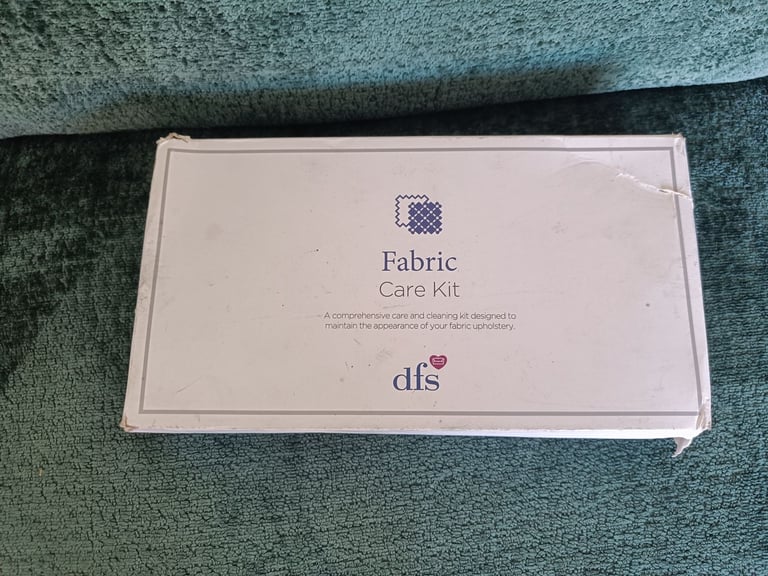 Fabric
Care Kit
A comprehensive care and cleaning kit designed to
maintain the appearance of your fabric upholstery.
dfs